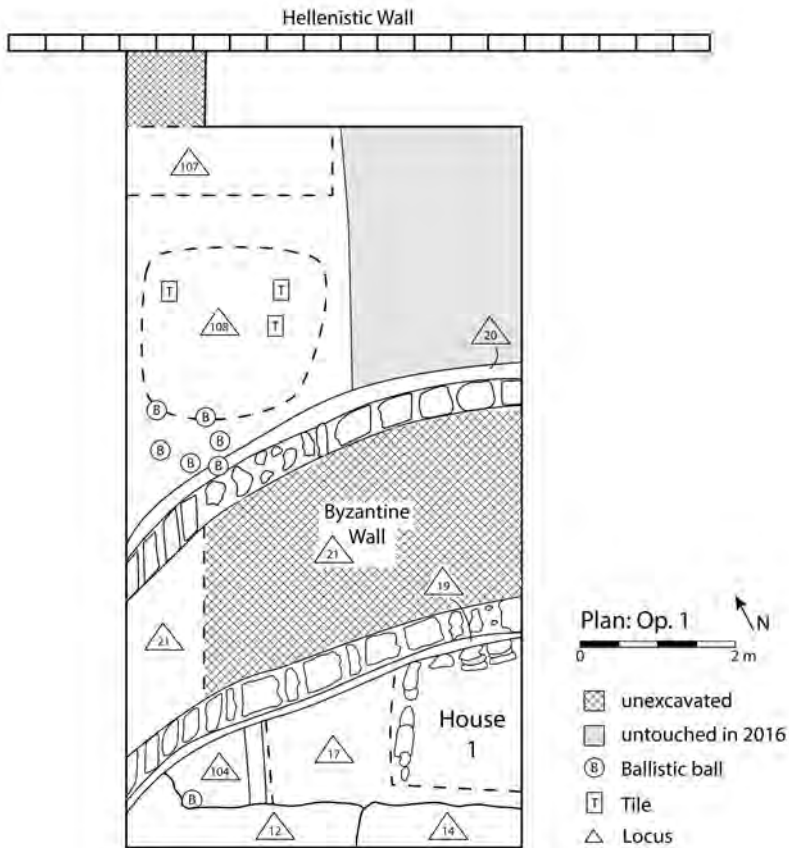 Hellenistic Wall
107
T
T
108
T
20
B
B
B
B
B
B
Byzantine
Wall
21
19
21
Plan: Op. 1
N
0
2 m
unexcavated
House
1
untouched in 2016
17
104
B
Ballistic ball
B
T
Tile
12
14
Locus